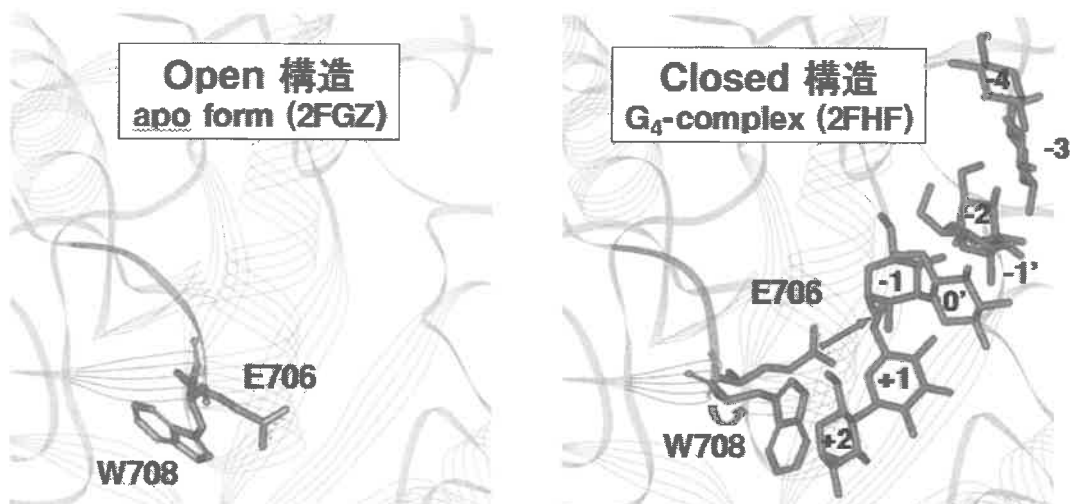 Open 構造
apo form (2FGZ)
E706
W708
Closed 構造
G₄-complex (2FHF)
-4
-3
-2
-1'
-1
0'
E706
+1
W708
+2